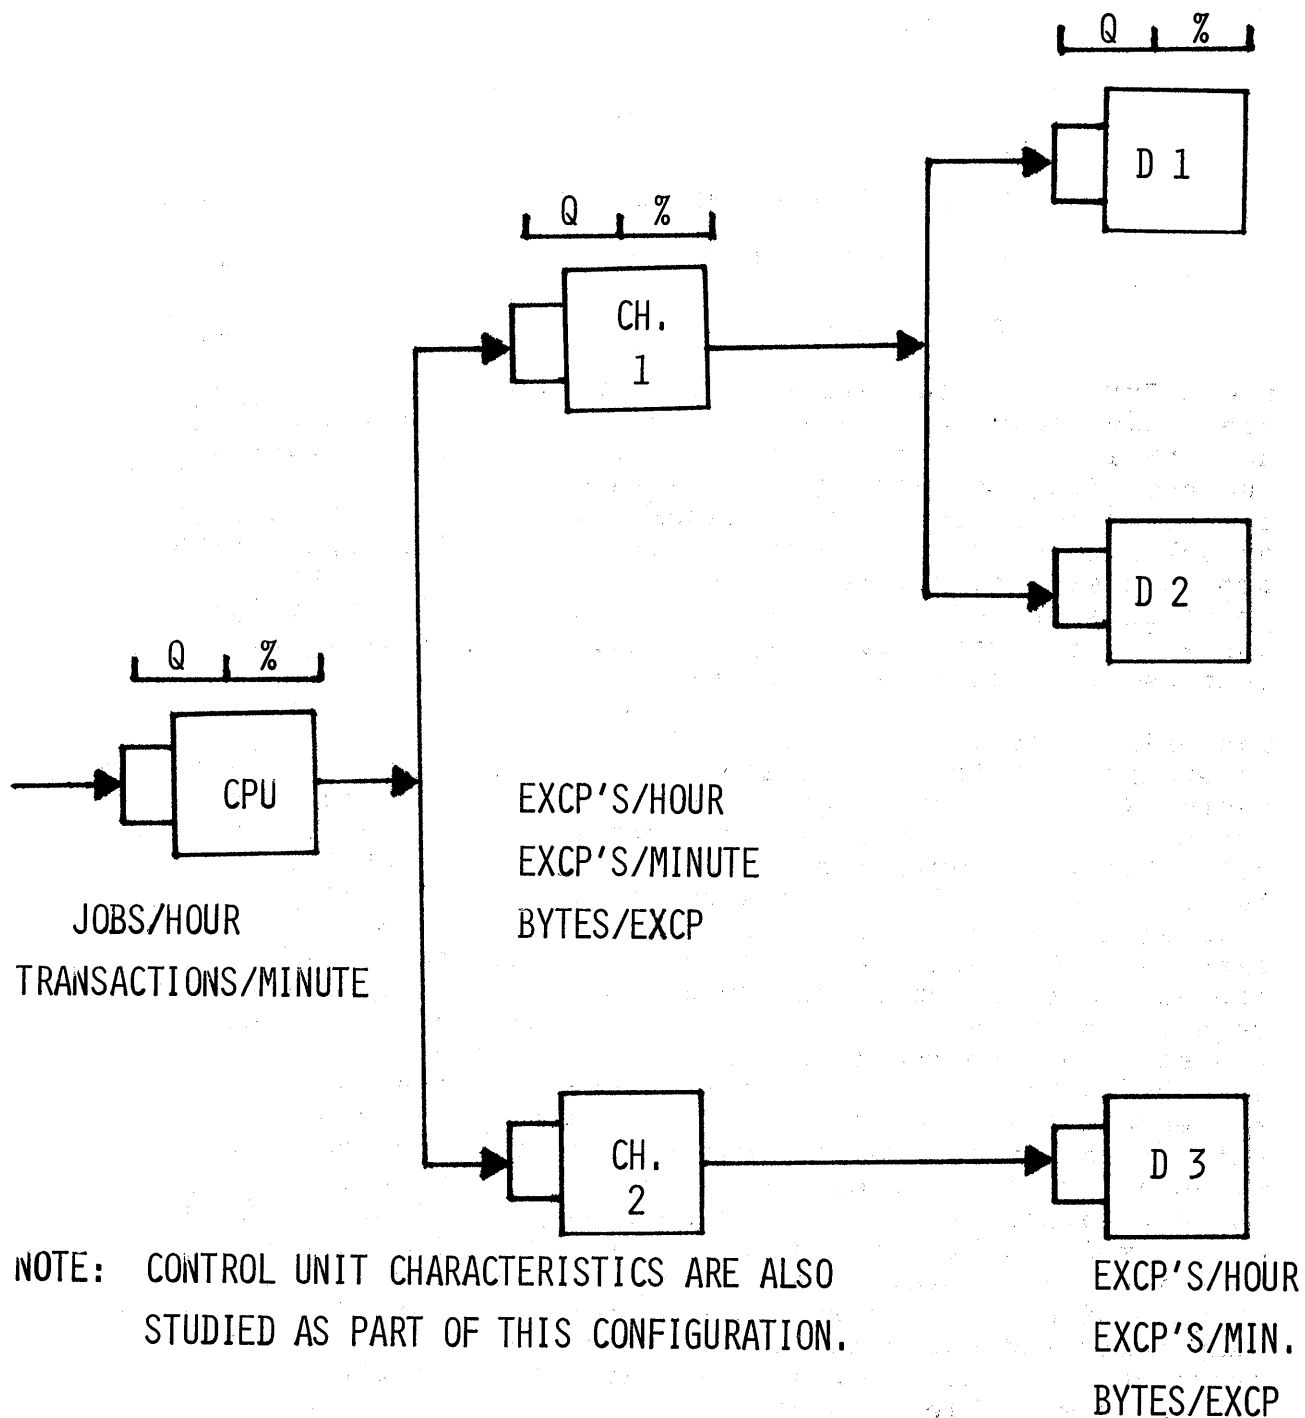 Q %
D 1
Q %
CH.
1
D 2
Q %
CPU
JOBS/HOUR
TRANSACTIONS/MINUTE
EXCP'S/HOUR
EXCP'S/MINUTE
BYTES/EXCP
CH.
2
D 3
NOTE: CONTROL UNIT CHARACTERISTICS ARE ALSO
STUDIED AS PART OF THIS CONFIGURATION.
EXCP'S/HOUR
EXCP'S/MIN.
BYTES/EXCP